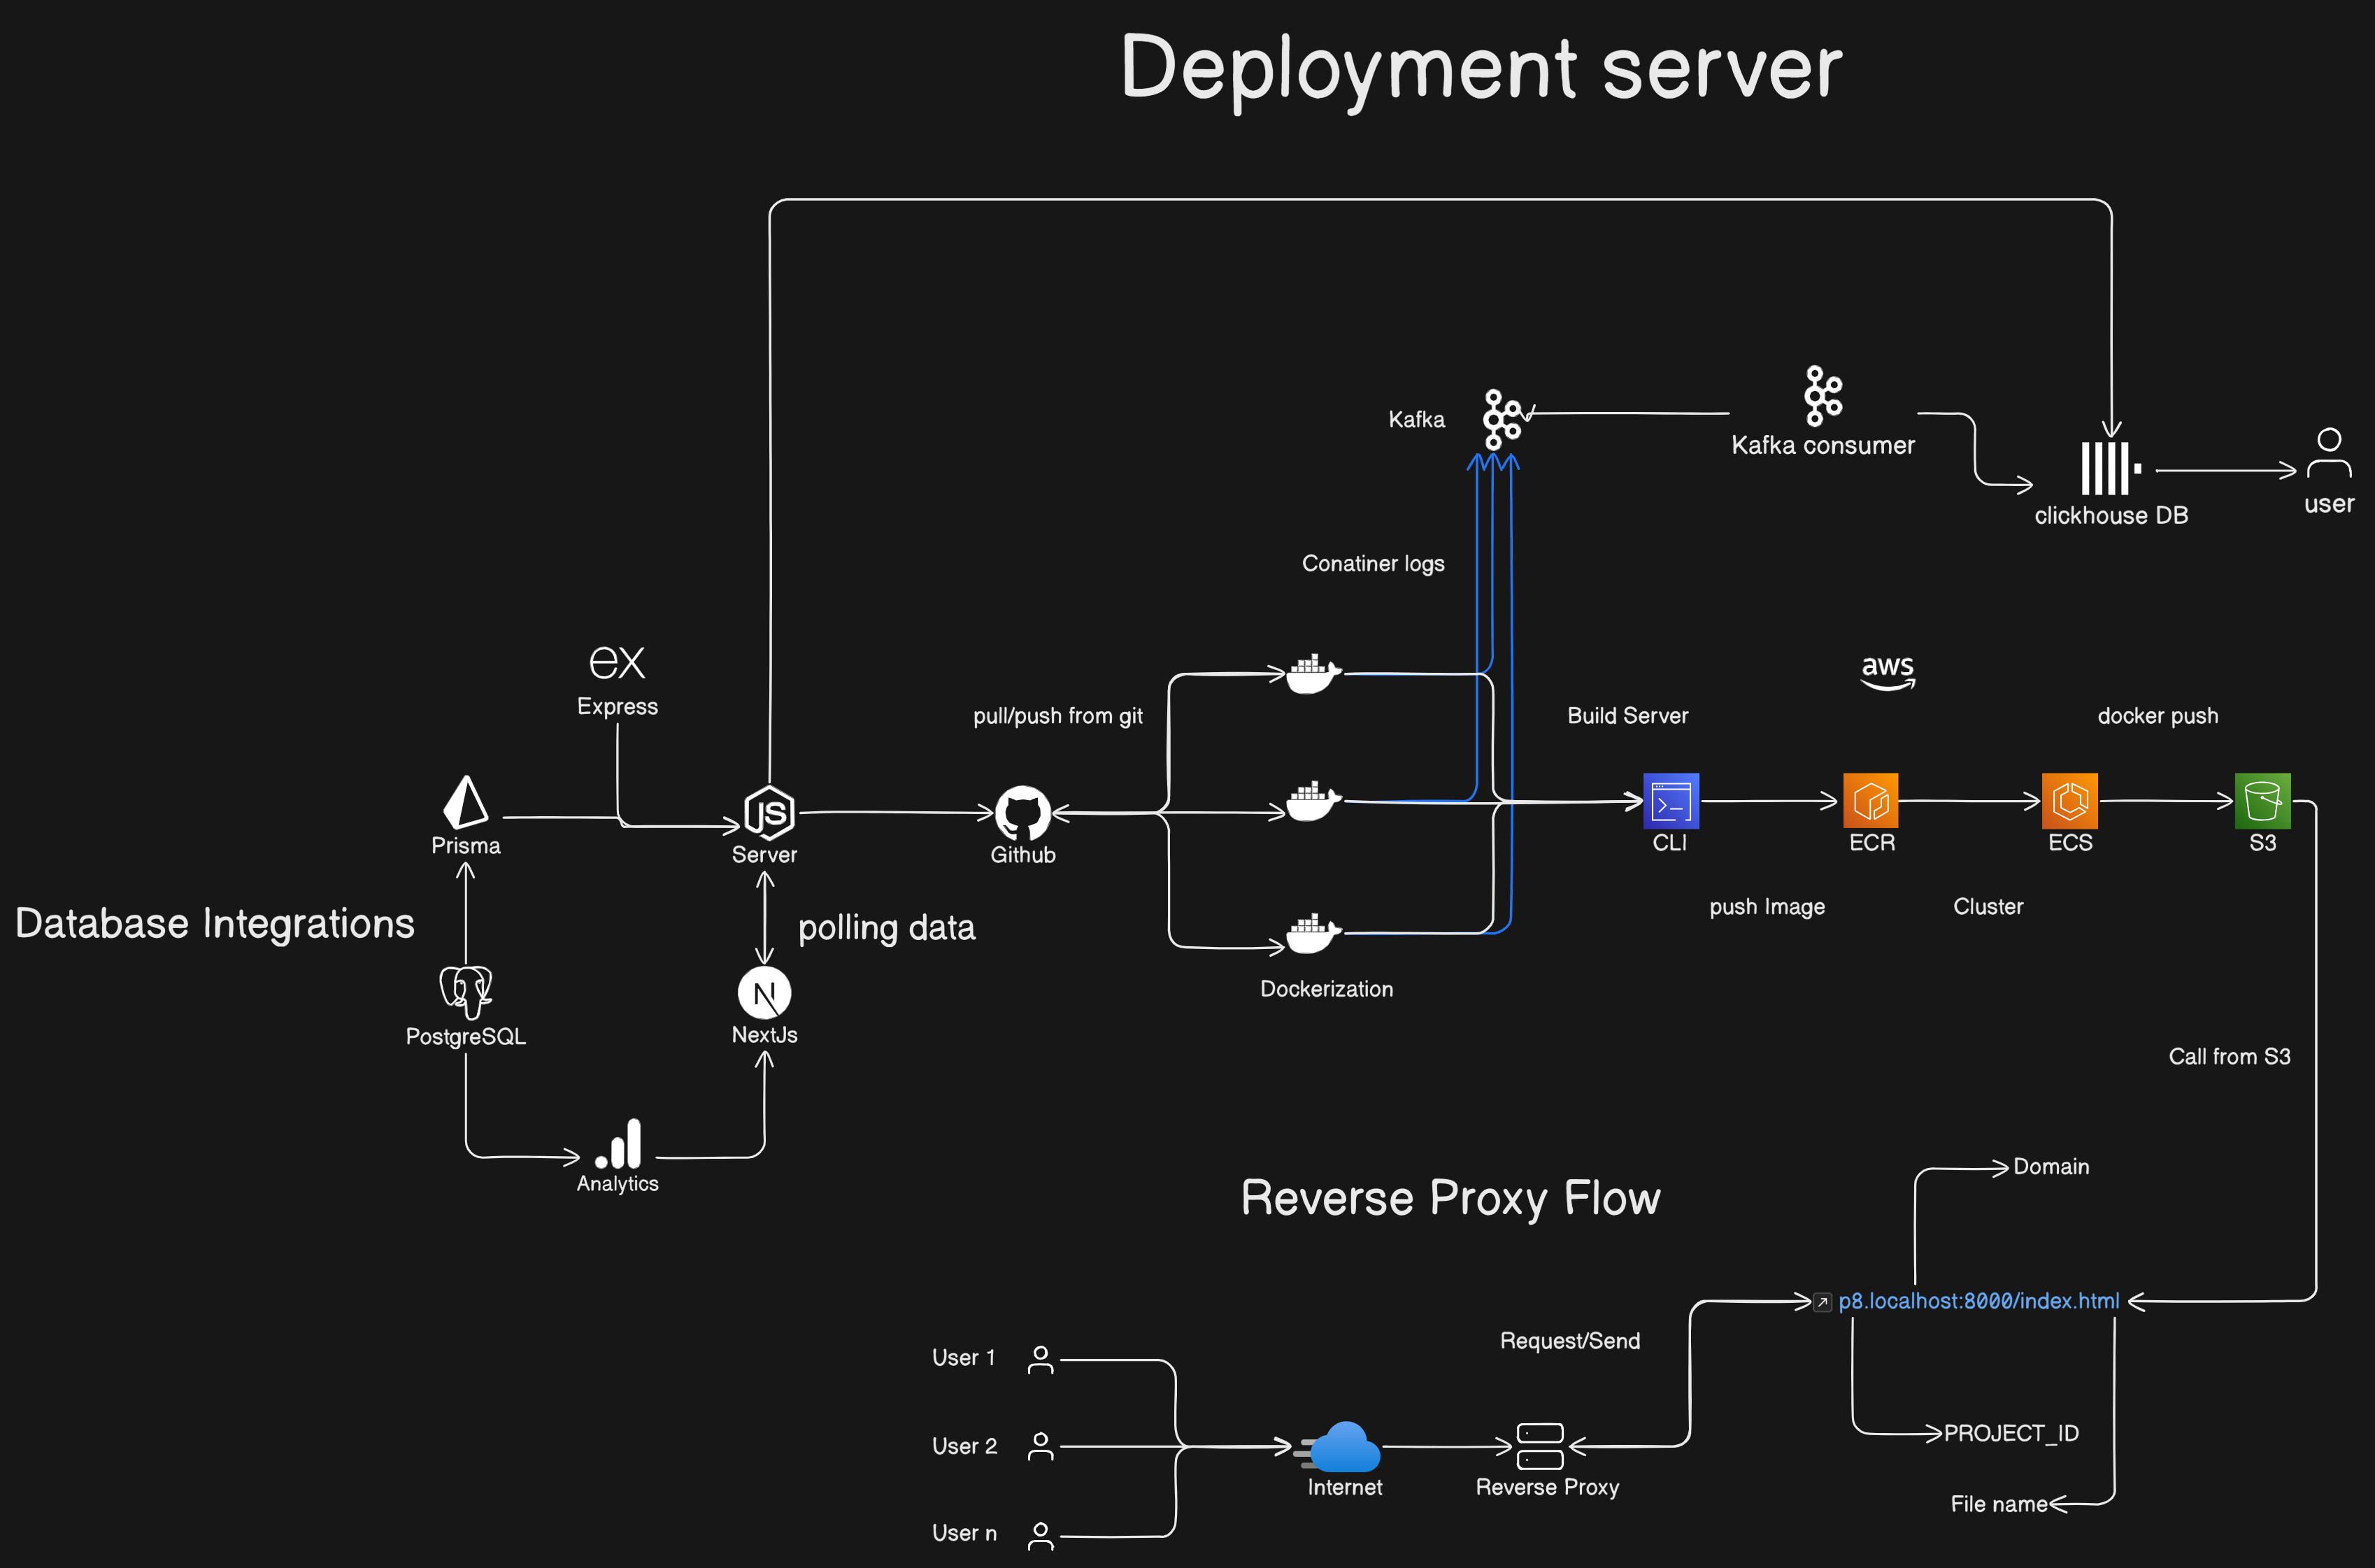 Deployment server
Kafka
Kafka consumer
clickhouse DB
user
Conatiner logs
ex
Express
aws
pull/push from git
Build Server
docker push
JS
Prisma
Server
Github
CLI
ECR
ECS
S3
push Image
Cluster
Database Integrations
polling data
Dockerization
N
PostgreSQL
NextJs
Call from S3
Analytics
Domain
Reverse Proxy Flow
p8.localhost:8000/index.html
Request/Send
User 1
PROJECT_ID
User 2
Internet
Reverse Proxy
File name
User n